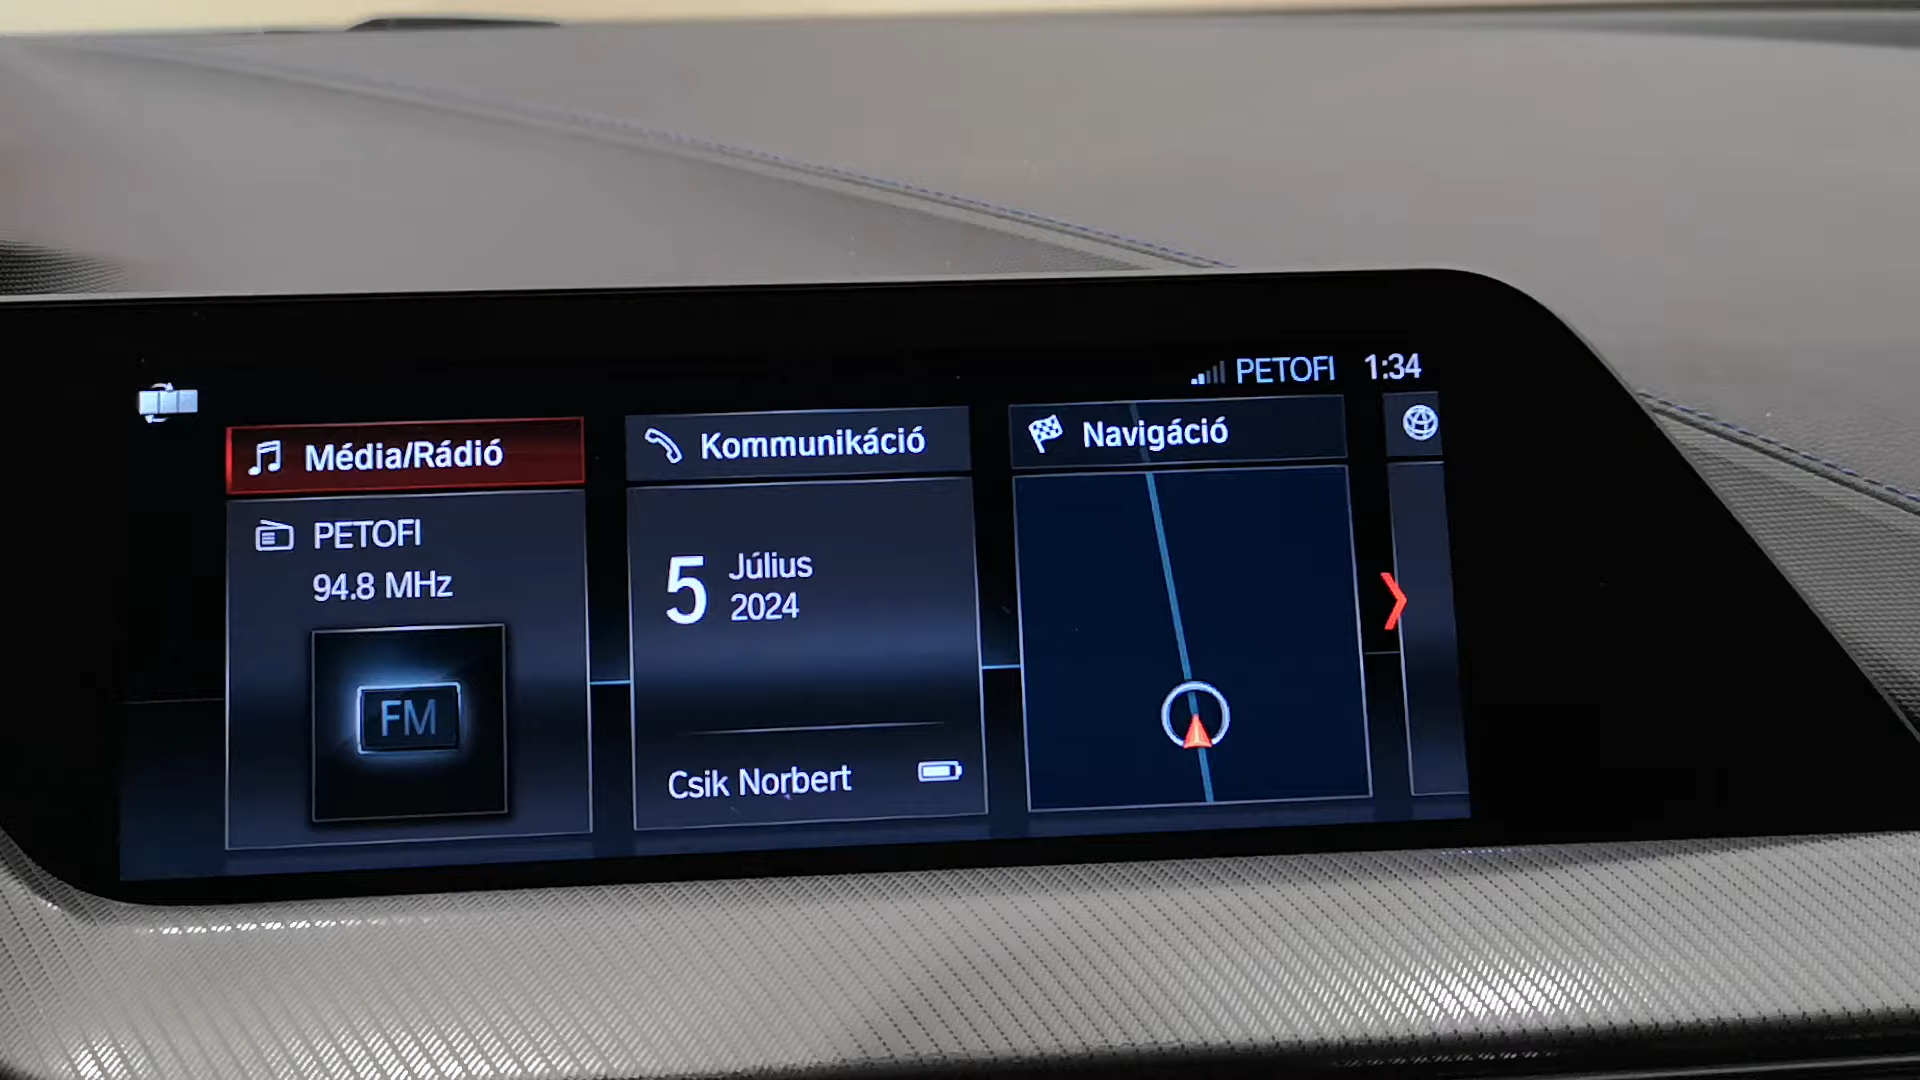 PETOFI 1:34
Média/Rádió
PETOFI
94.8 MHz
FM
Kommunikáció
5 Július
2024
Csik Norbert
Navigáció